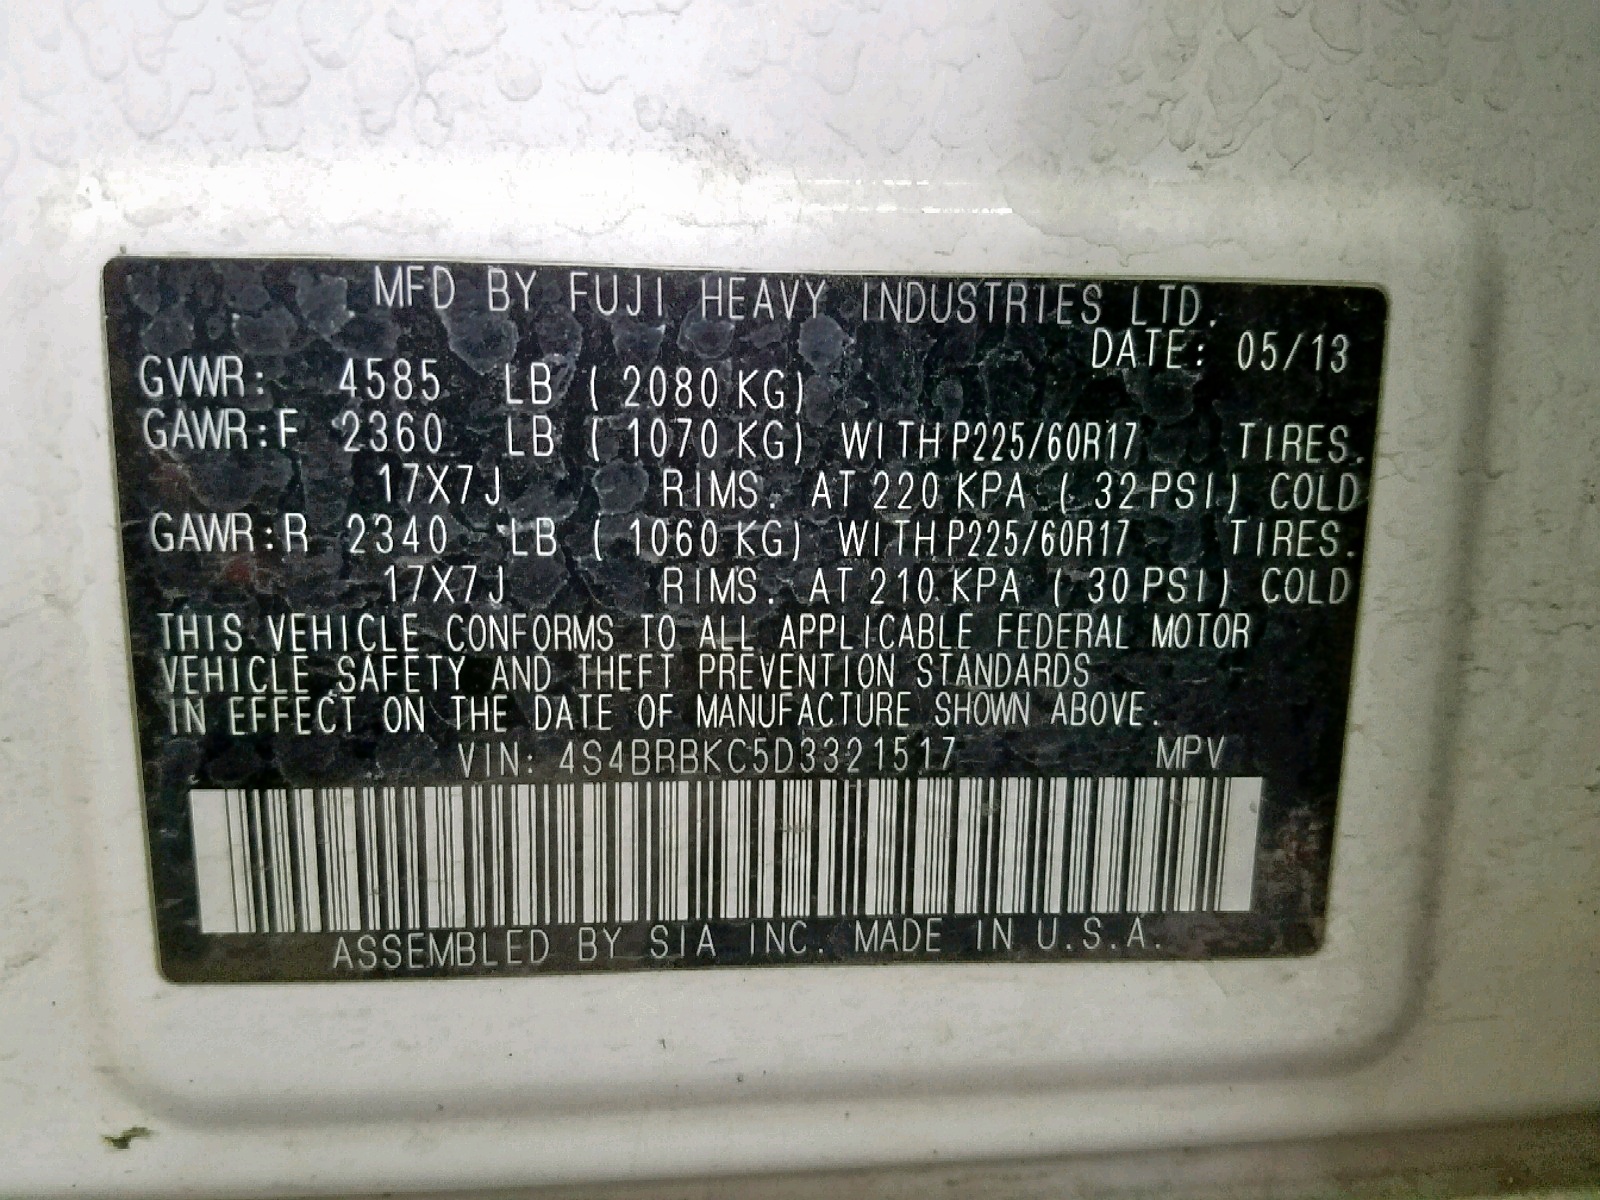 MFD BY FUJI HEAVY INDUSTRIES LTD.
DATE: 05/13
GVWR: 4585 LB ( 2080 KG)
GAWR:F 2360 LB ( 1070 KG) WITH P225/60R17 TIRES.
17X7J RIMS. AT 220 KPA ( 32 PSI) COLD
GAWR:R 2340 LB ( 1060 KG) WITH P225/60R17 TIRES.
17X7J RIMS. AT 210 KPA ( 30 PSI) COLD
THIS VEHICLE CONFORMS TO ALL APPLICABLE FEDERAL MOTOR
VEHICLE SAFETY AND THEFT PREVENTION STANDARDS
IN EFFECT ON THE DATE OF MANUFACTURE SHOWN ABOVE.
VIN: 4S4BRBKC5D3321517 MPV
ASSEMBLED BY SIA INC. MADE IN U.S.A.